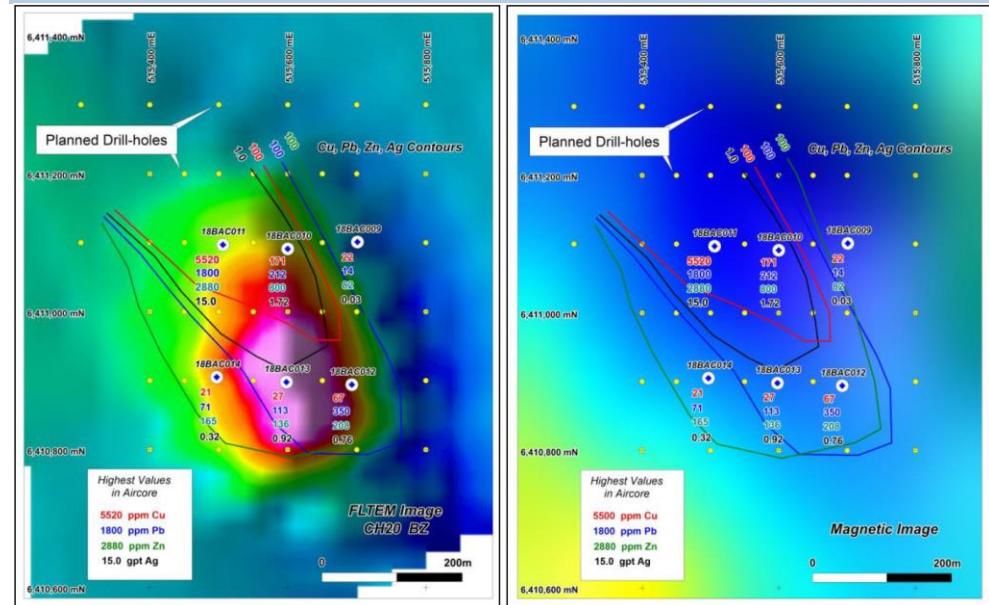 6,411,400 mN
515,400 mE
515,600 mE
515,800 mE
Planned Drill-holes
1.0
100
100
100
Cu, Pb, Zn, Ag Contours
6,411,200 mN
18BAC011
18BAC010
18BAC009
5520
1800
2880
15.0
171
212
800
1.72
22
14
82
0.03
6,411,000 mN
18BAC014
18BAC013
18BAC012
21
71
165
0.32
27
113
136
0.92
67
350
208
0.76
6,410,800 mN
Highest Values
in Aircore
5520 ppm Cu
1800 ppm Pb
2880 ppm Zn
15.0 gpt Ag
FLTEM Image
CH20 BZ
0 200m
6,410,600 mN
6,411,400 mN
515,400 mE
515,600 mE
515,800 mE
Planned Drill-holes
1.0
100
100
100
Cu, Pb, Zn, Ag Contours
6,411,200 mN
18BAC011
18BAC010
18BAC009
5520
1800
2880
15.0
171
212
800
1.72
22
14
82
0.03
6,411,000 mN
18BAC014
18BAC013
18BAC012
21
71
165
0.32
27
113
136
0.92
67
350
208
0.76
6,410,800 mN
Highest Values
in Aircore
5500 ppm Cu
1800 ppm Pb
2880 ppm Zn
15.0 gpt Ag
Magnetic Image
0 200m
6,410,600 mN